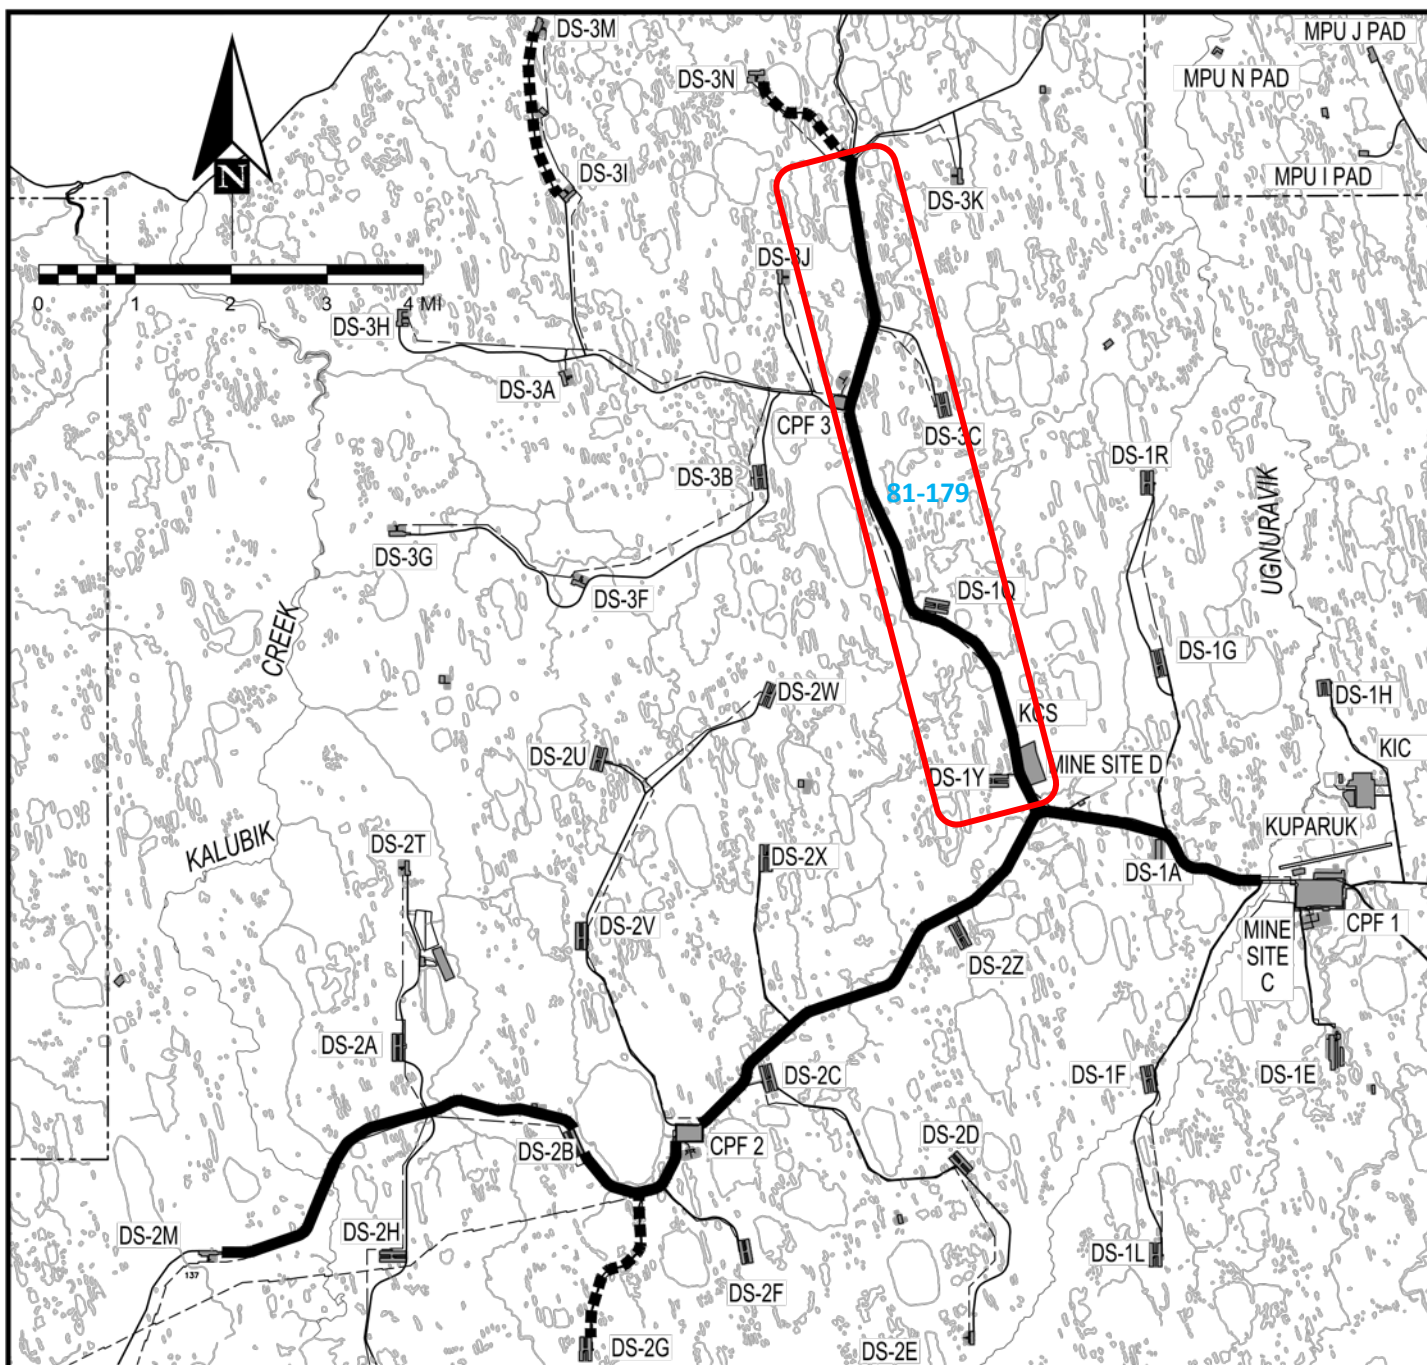 DS-3M
DS-3N
MPU J PAD
MPU N PAD
MPU I PAD
N
DS-3I
DS-3K
DS-3J
0 1 2 3 4 MI
DS-3H
DS-3A
CPF 3
DS-3C
DS-3B
DS-1R
81-179
UGNURAVIK
DS-3G
DS-3F
DS-1Q
CREEK
DS-1G
DS-2W
DS-1H
KCS
DS-2U
KIC
DS-1Y
MINE SITE D
KUPARUK
KALUBIK
DS-2T
DS-2X
DS-1A
DS-2V
DS-2Z
MINE
SITE
C
CPF 1
DS-2A
DS-2C
DS-1F
DS-1E
DS-2B
CPF 2
DS-2D
DS-2M
DS-2H
137
DS-1L
DS-2F
DS-2G
DS-2E